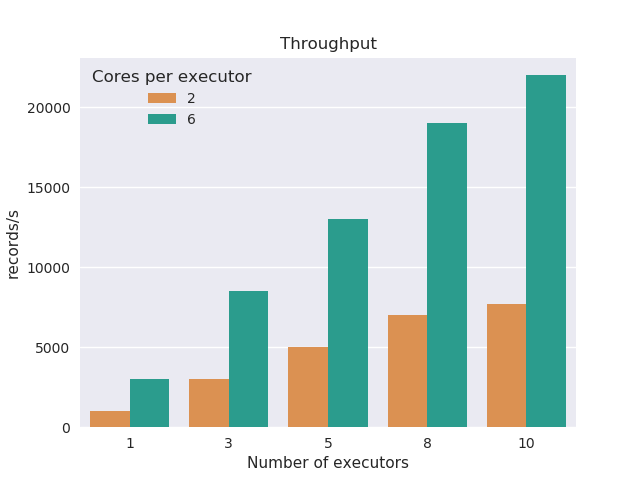 Throughput
Cores per executor
2
6
records/s
20000
15000
10000
5000
0
1 3 5 8 10
Number of executors